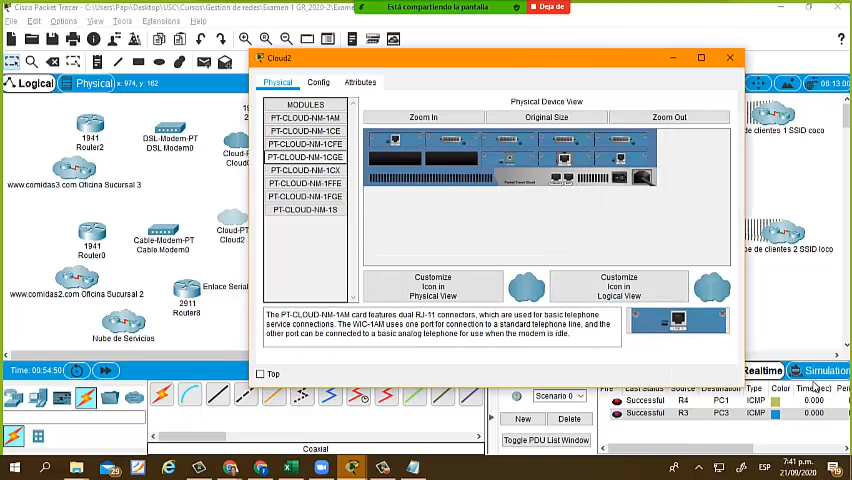 Cisco Packet Tracer - C:\Users\Papi\Desktop\USC\Cursos\Gestion de redes\Examen 1 GR_2020-2\Examen
Está compartiendo la pantalla
Deja de
File Edit Options View Tools Extensions Help
Logical
Physical x: 974, y: 162
06:13:00
1941
Router2
DSL-Modem-PT
DSL Modem0
Cloud-P
www.comidas3.com Oficina Sucursal 3
1941
Router0
Cable-Modem-PT
Cable Modem0
Cloud-P
Cloud2
www.comidas2.com Oficina Sucursal 2
2911
Router8
Enlace Serial
Nube de Servicios
de clientes 1 SSID coco
de clientes 2 SSID loco
Cloud2
Physical Config Attributes
MODULES
PT-CLOUD-NM-1AM
PT-CLOUD-NM-1CE
PT-CLOUD-NM-1CFE
PT-CLOUD-NM-1CGE
PT-CLOUD-NM-1CX
PT-CLOUD-NM-1FFE
PT-CLOUD-NM-1FGE
PT-CLOUD-NM-1S
Physical Device View
Zoom In Original Size Zoom Out
Customize
Icon in
Physical View
Customize
Icon in
Logical View
The PT-CLOUD-NM-1AM card features dual RJ-11 connectors, which are used for basic telephone
service connections. The WIC-1AM uses one port for connection to a standard telephone line, and the
other port can be connected to a basic analog telephone for use when the modem is idle.
Top
Time: 00:54:50
Realtime
Simulation
Scenario 0
New Delete
Toggle PDU List Window
Fire Last Status Source Destination Type Color Time(sec)
Successful R4 PC1 ICMP 0.000
Successful R3 PC3 ICMP 0.000
Coaxial
ESP
7:41 p.m.
21/09/2020